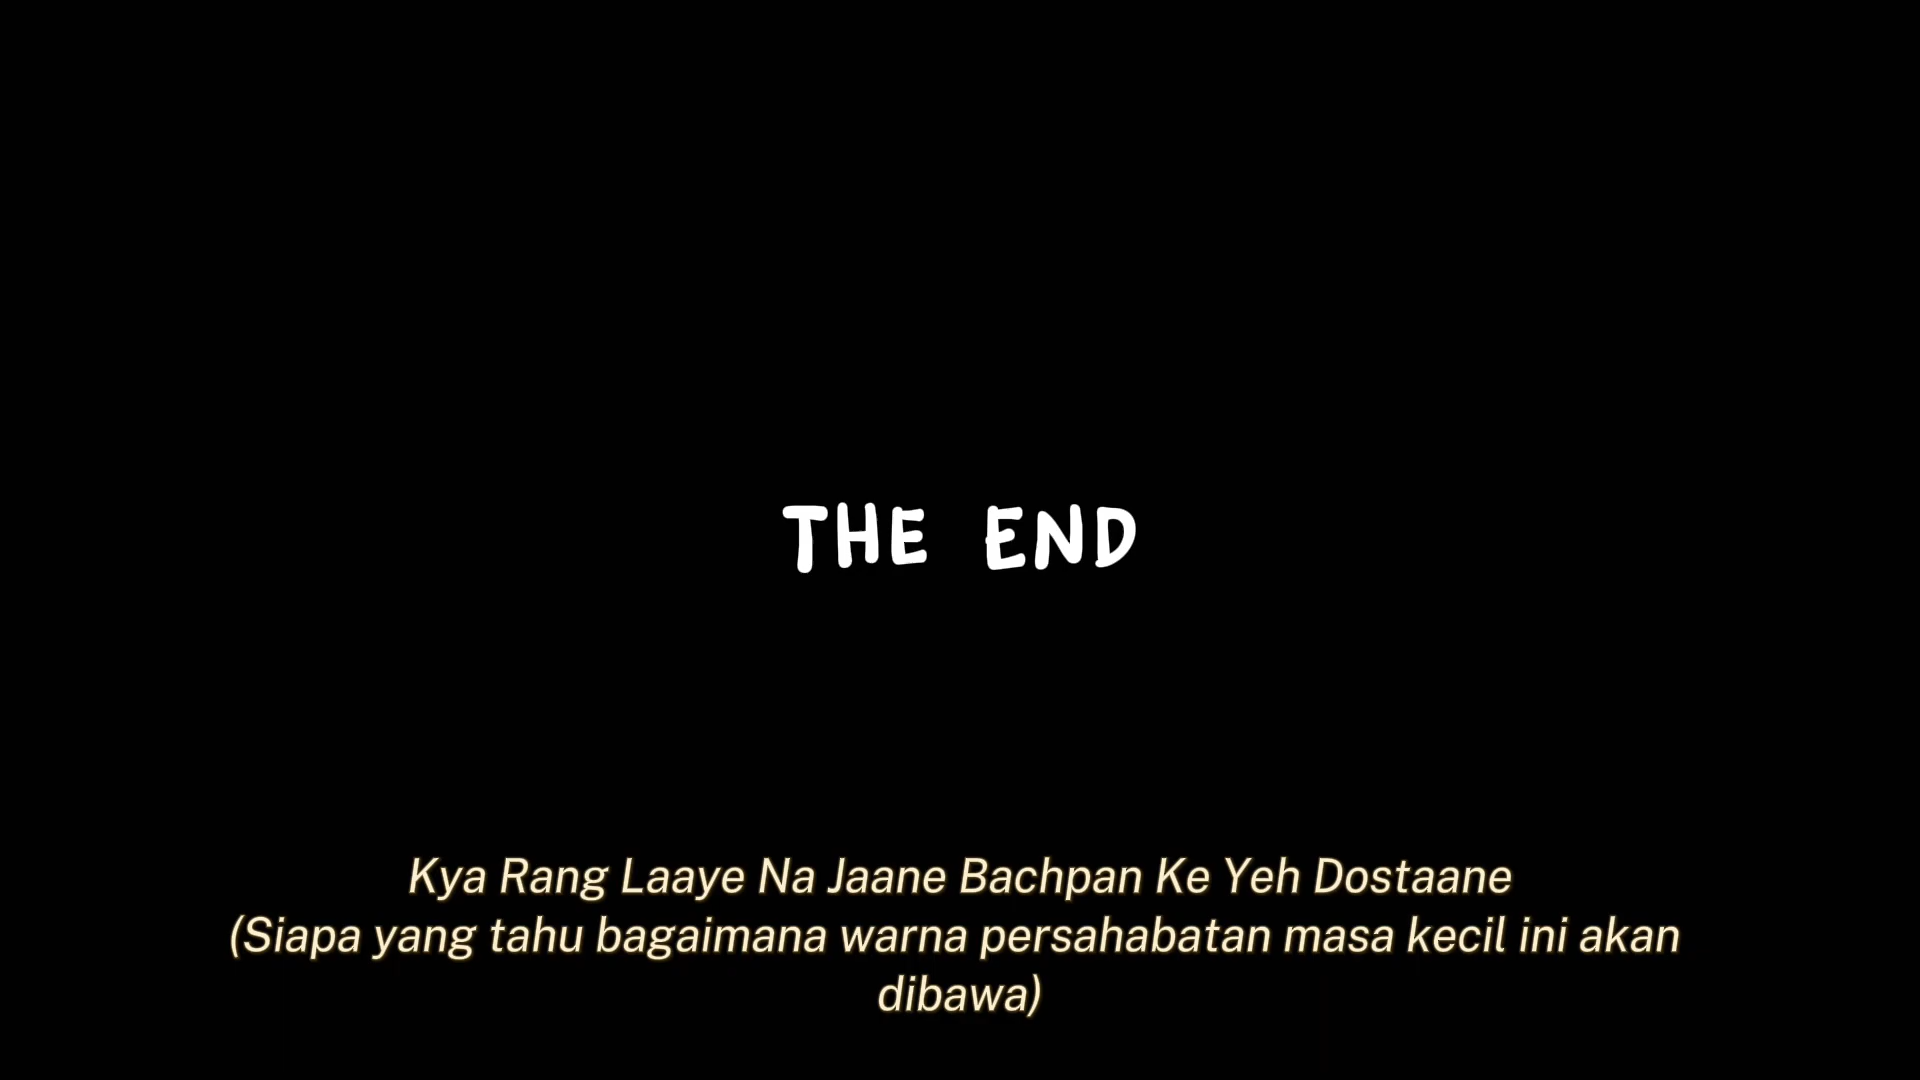 THE END
Kya Rang Laaye Na Jaane Bachpan Ke Yeh Dostaane
(Siapa yang tahu bagaimana warna persahabatan masa kecil ini akan
dibawa)